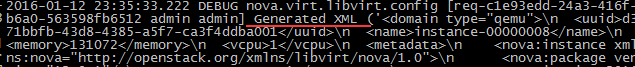 2016-01-12 23:35:33.222 DEBUG nova.virt.libvirt.config [req-c1e93edd-24a3-416f-
b6a0-563598fb6512 admin admin] Generated XML ('<domain type="qemu">\n  <uuid>d3
71bbfb-43d8-4385-a5f7-ca3f4ddba001</uuid>\n  <name>instance-00000008</name>\n
<memory>131072</memory>\n  <vcpu>1</vcpu>\n  <metadata>\n    <nova:instance xml
ns:nova="http://openstack.org/xmlns/libvirt/nova/1.0">\n      <nova:package ver